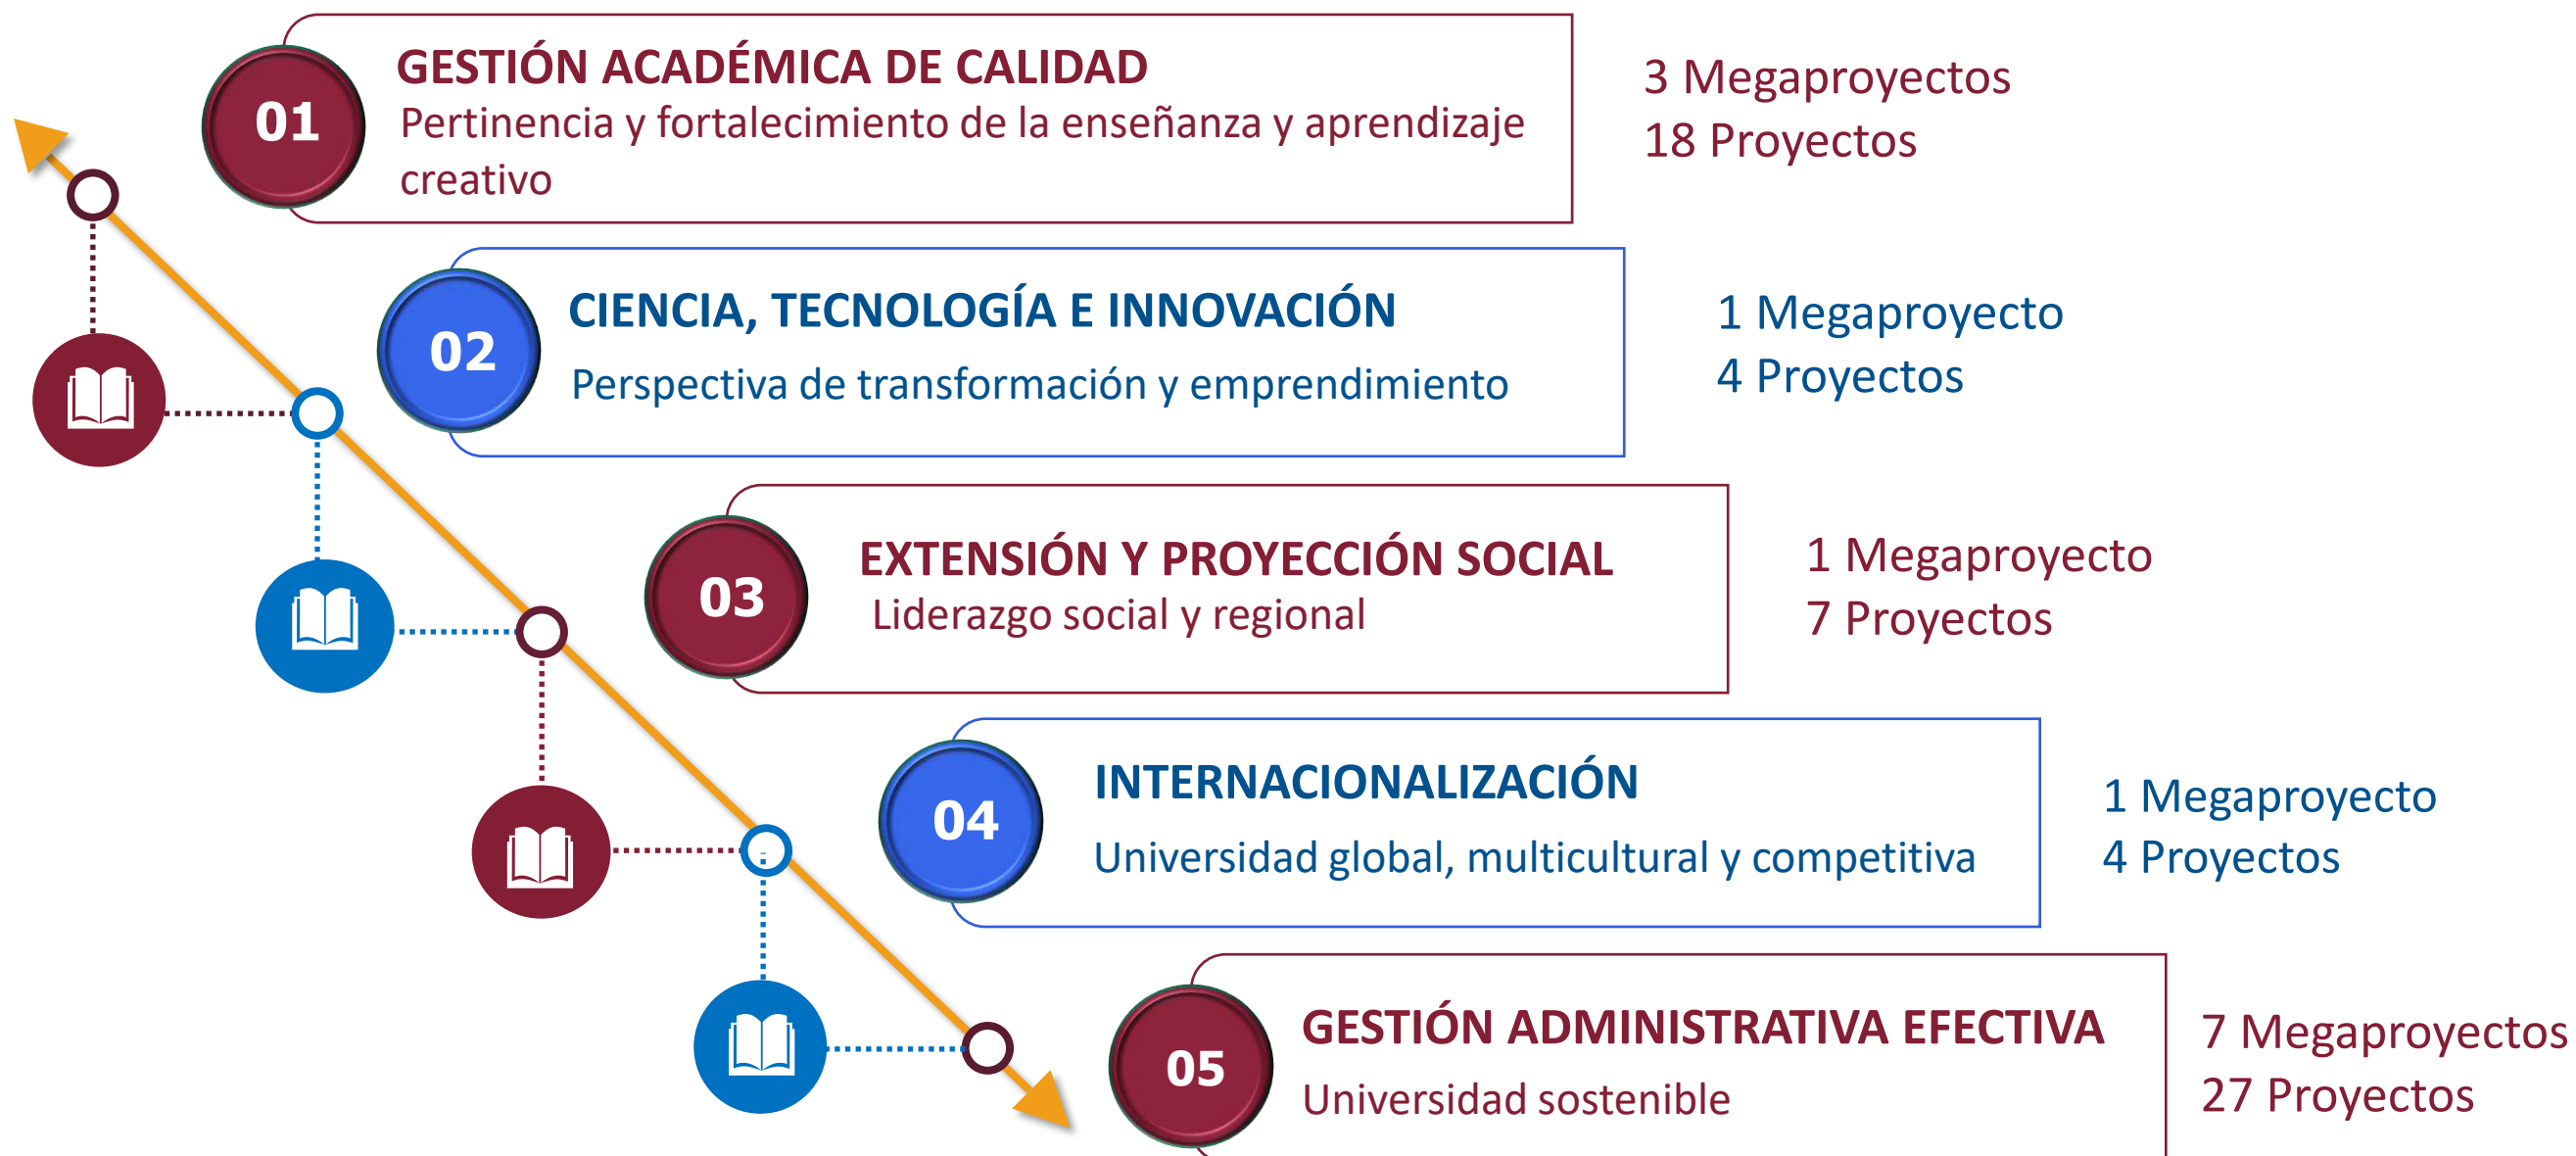 01
GESTIÓN ACADÉMICA DE CALIDAD
Pertinencia y fortalecimiento de la enseñanza y aprendizaje
creativo
3 Megaproyectos
18 Proyectos
02
CIENCIA, TECNOLOGÍA E INNOVACIÓN
Perspectiva de transformación y emprendimiento
1 Megaproyecto
4 Proyectos
03
EXTENSIÓN Y PROYECCIÓN SOCIAL
Liderazgo social y regional
1 Megaproyecto
7 Proyectos
04
INTERNACIONALIZACIÓN
Universidad global, multicultural y competitiva
1 Megaproyecto
4 Proyectos
05
GESTIÓN ADMINISTRATIVA EFECTIVA
Universidad sostenible
7 Megaproyectos
27 Proyectos